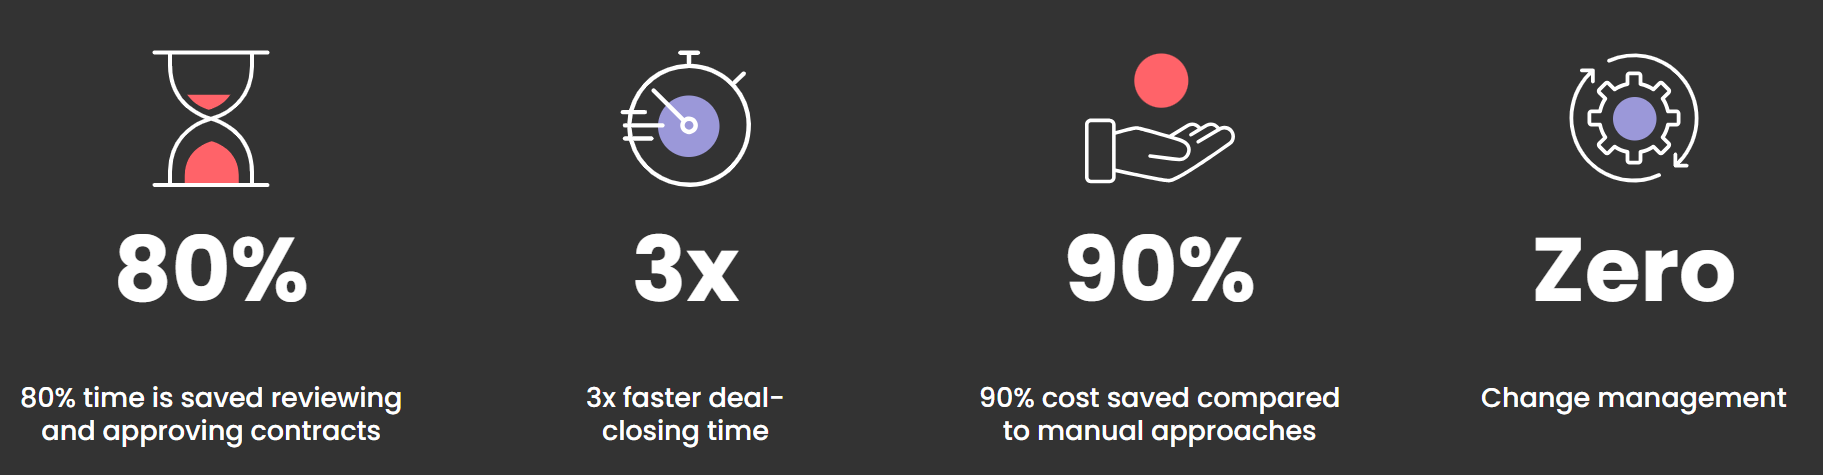 80%
80% time is saved reviewing
and approving contracts
3x
3x faster deal-
closing time
90%
90% cost saved compared
to manual approaches
Zero
Change management